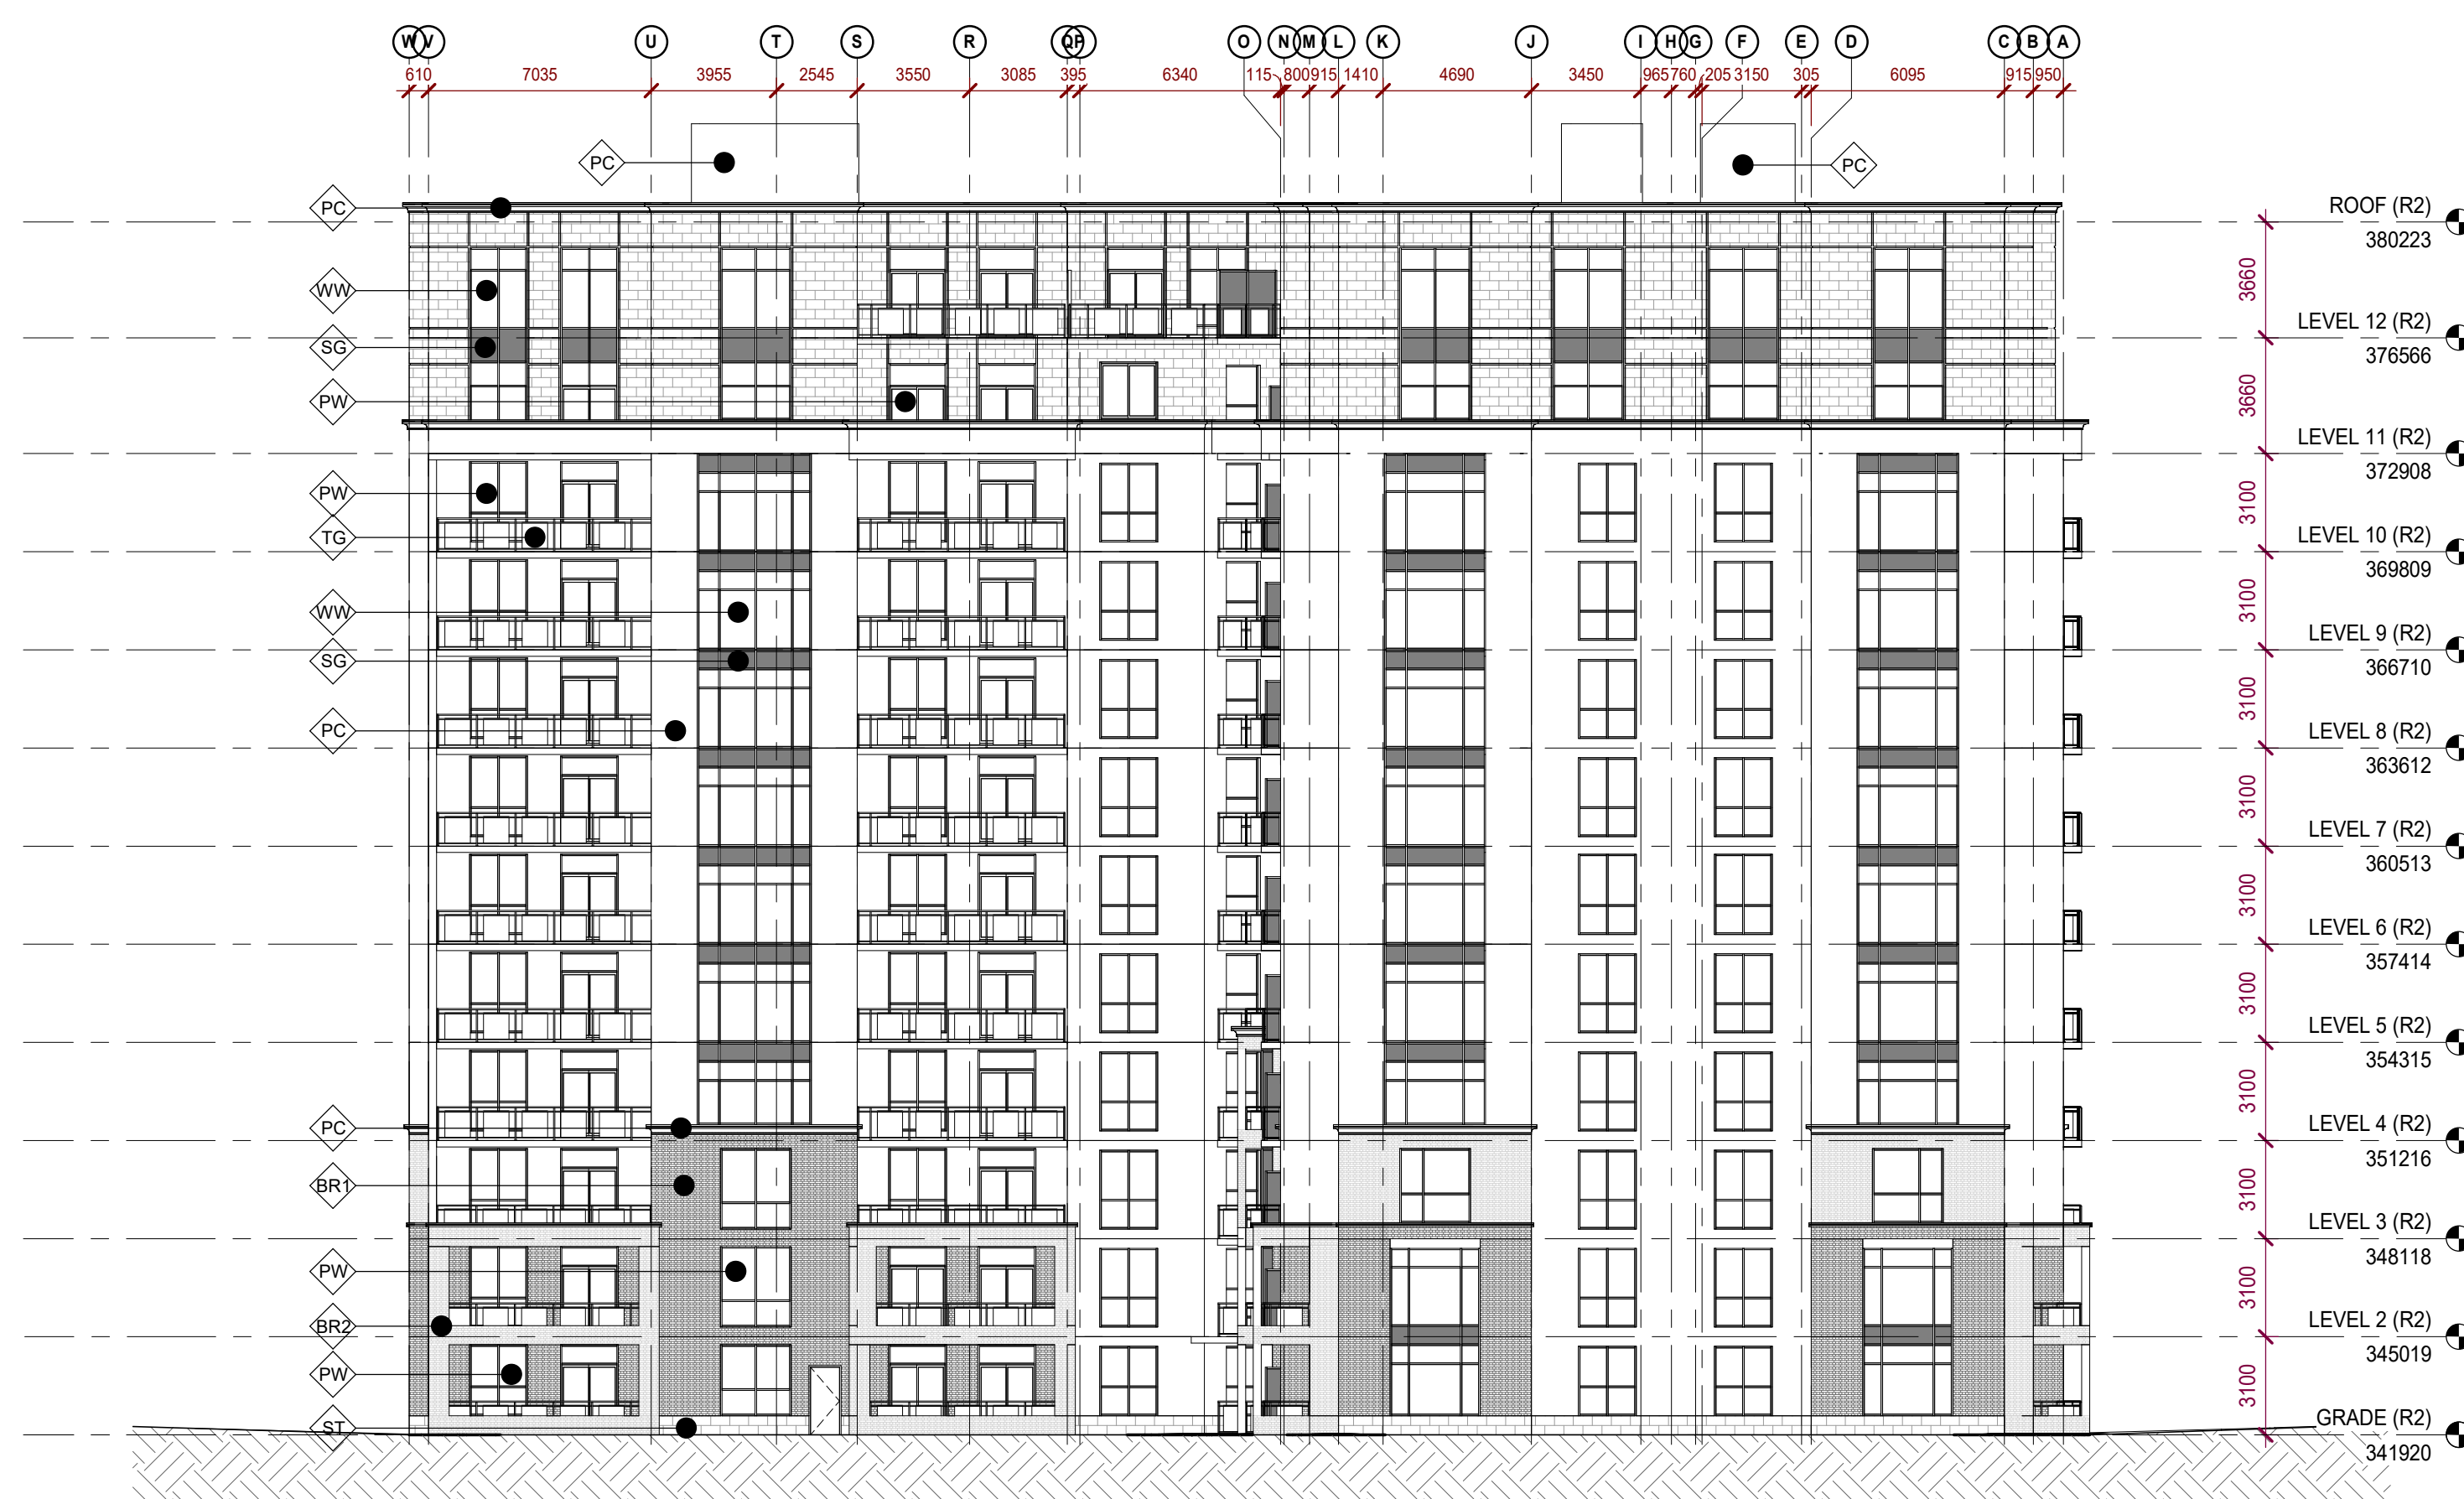 W V U T S R Q P O N M L K J I H G F E D C B A
610 7035 3955 2545 3550 3085 395 6340 115 800 915 1410 4690 3450 965 760 205 3150 305 6095 915 950
PC
PC
PC
ROOF (R2)
380223
3660
WW
LEVEL 12 (R2)
376566
SG
3660
PW
LEVEL 11 (R2)
372908
PW
3100
TG
LEVEL 10 (R2)
369809
3100
WW
LEVEL 9 (R2)
366710
SG
3100
PC
LEVEL 8 (R2)
363612
3100
LEVEL 7 (R2)
360513
3100
LEVEL 6 (R2)
357414
3100
LEVEL 5 (R2)
354315
3100
PC
LEVEL 4 (R2)
351216
BR1
3100
LEVEL 3 (R2)
348118
PW
3100
BR2
LEVEL 2 (R2)
345019
PW
3100
ST
GRADE (R2)
341920